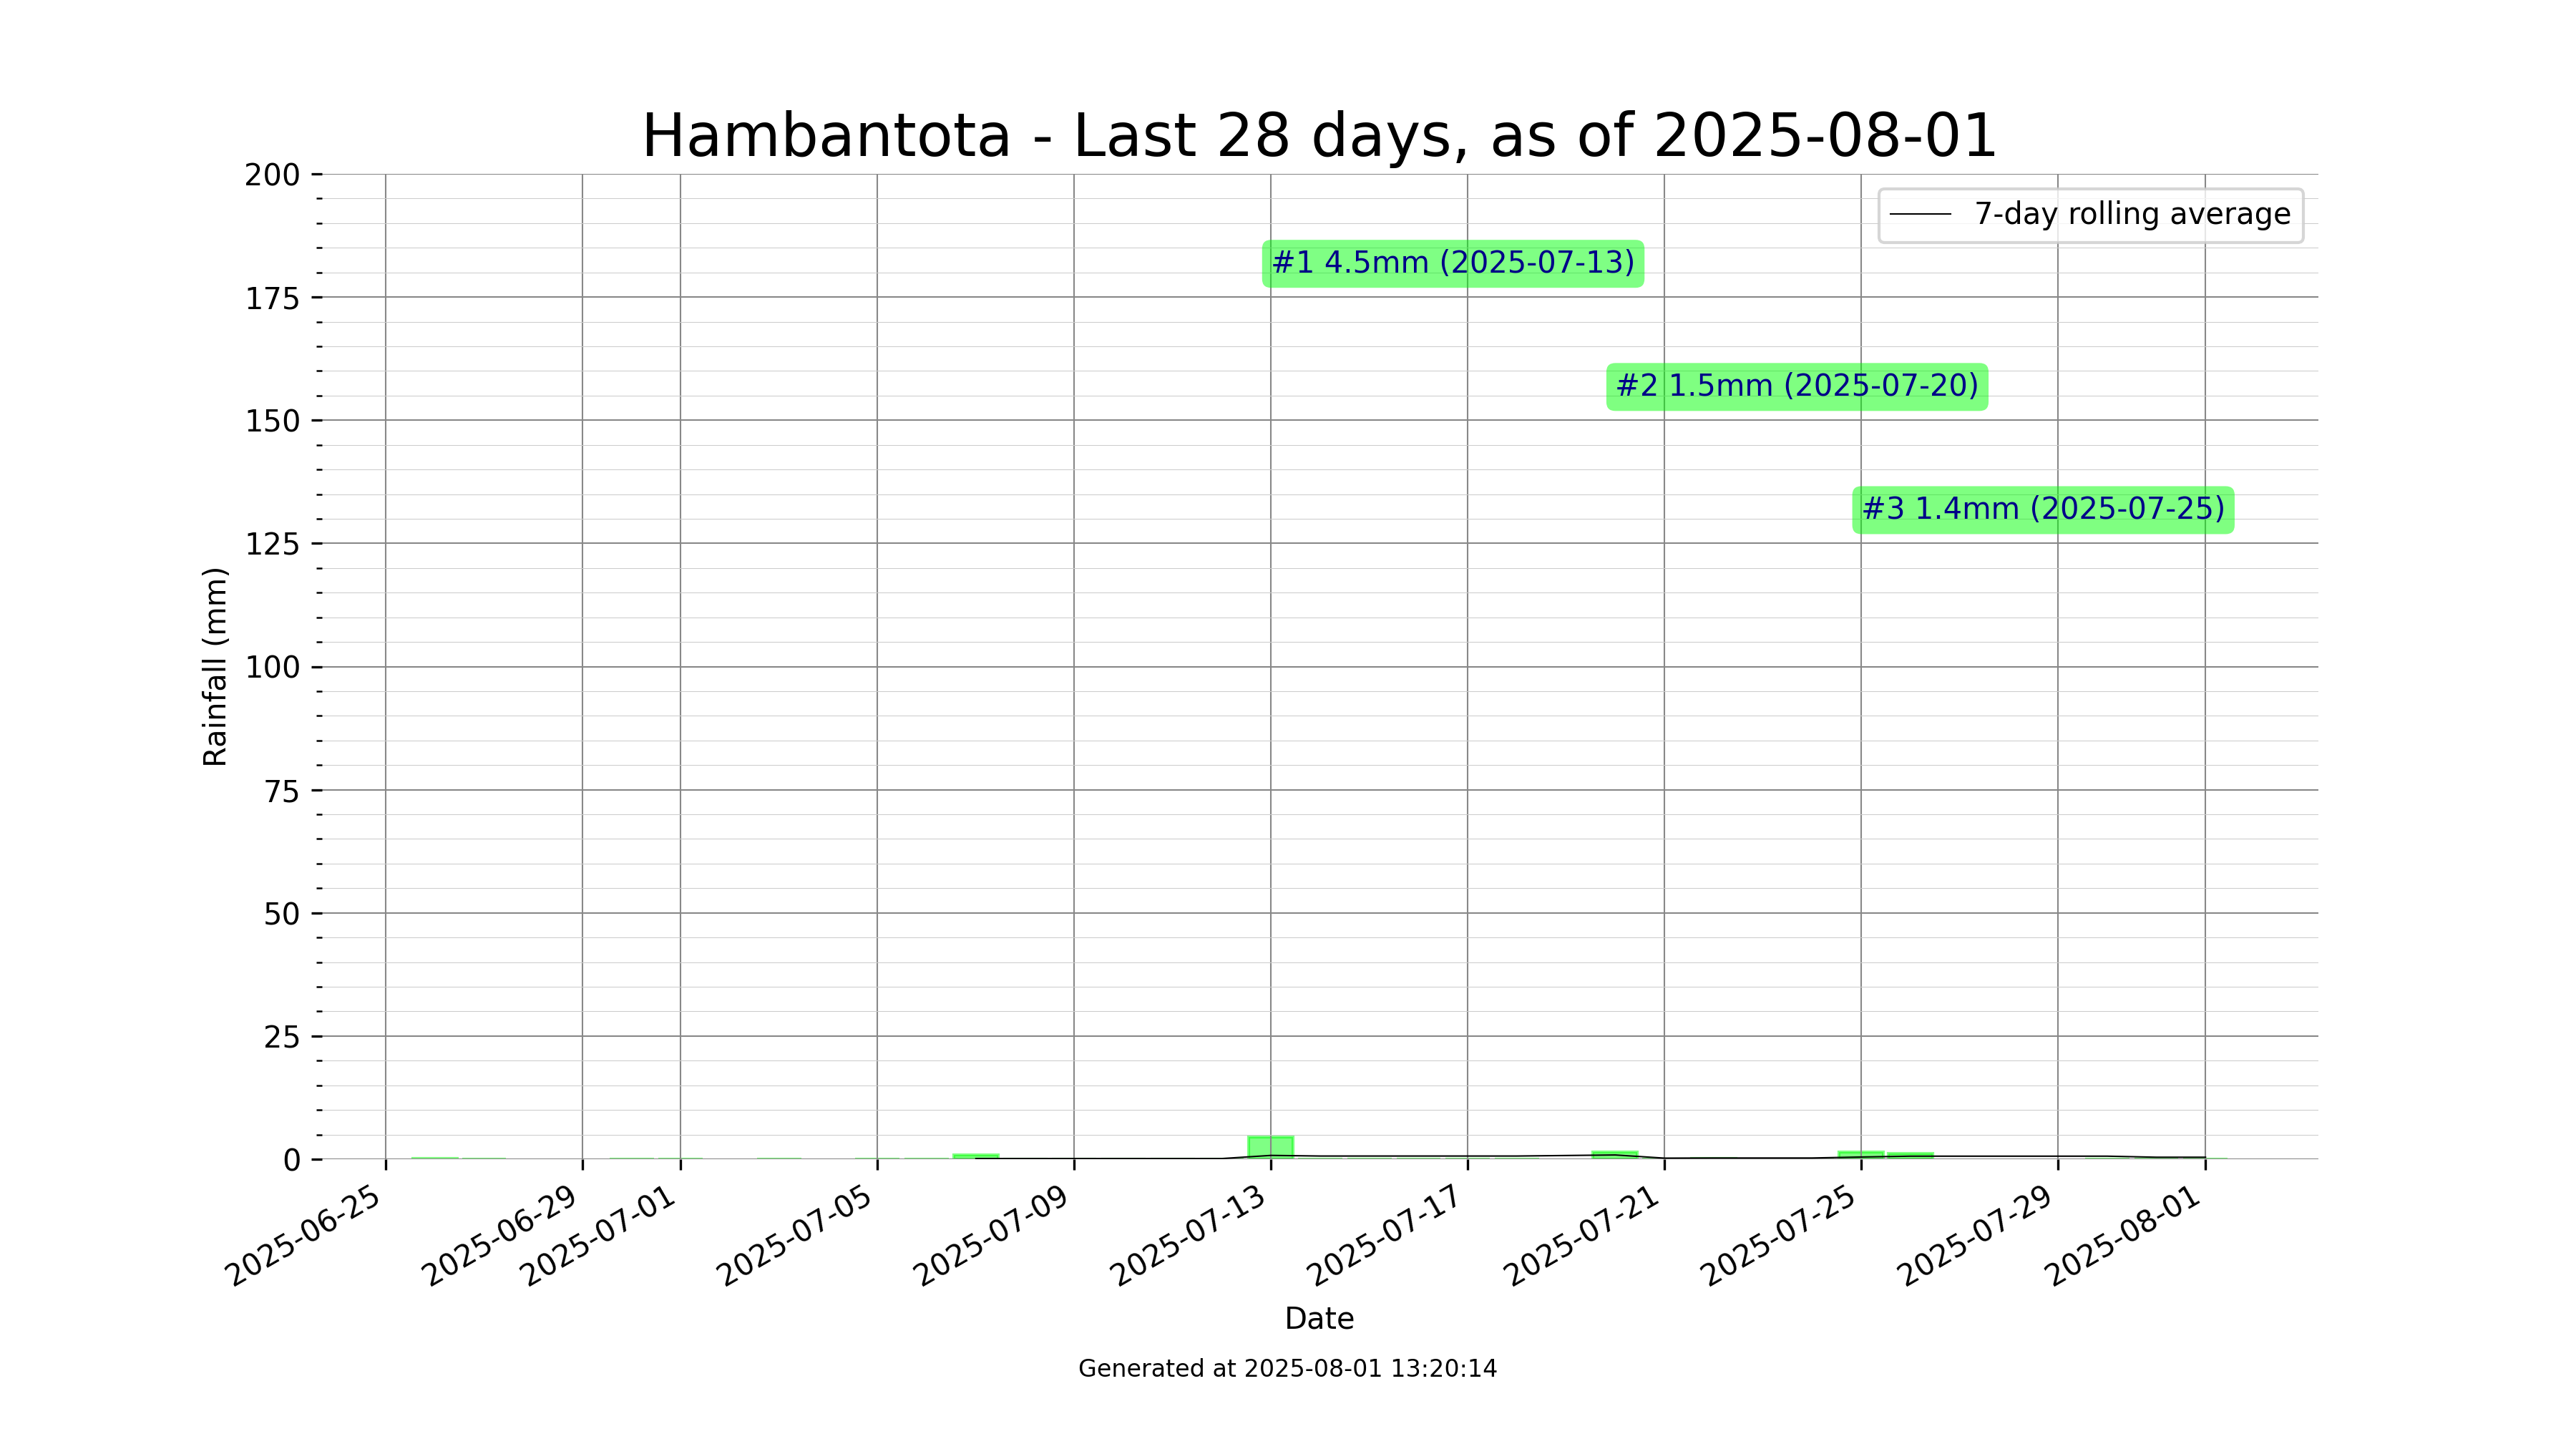 Hambantota - Last 28 days, as of 2025-08-01
200
175
150
125
100
75
50
25
0
Rainfall (mm)
7-day rolling average
#1 4.5mm (2025-07-13)
#2 1.5mm (2025-07-20)
#3 1.4mm (2025-07-25)
2025-06-25
2025-06-29
2025-07-01
2025-07-05
2025-07-09
2025-07-13
2025-07-17
2025-07-21
2025-07-25
2025-07-29
2025-08-01
Date
Generated at 2025-08-01 13:20:14